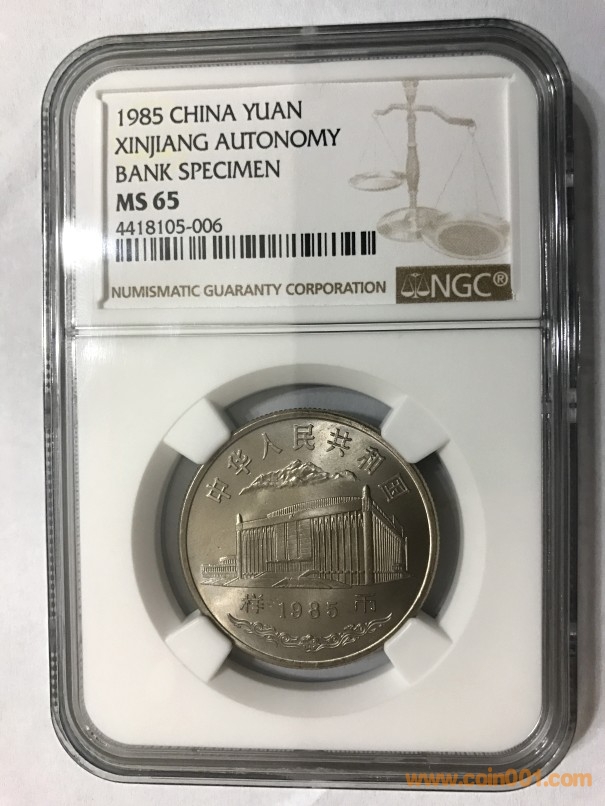 1985 CHINA YUAN
XINJIANG AUTONOMY
BANK SPECIMEN
MS 65
4418105-006
NUMISMATIC GUARANTY CORPORATION
NGC®
中华人民共和国
样 1985 币
www.coin001.com